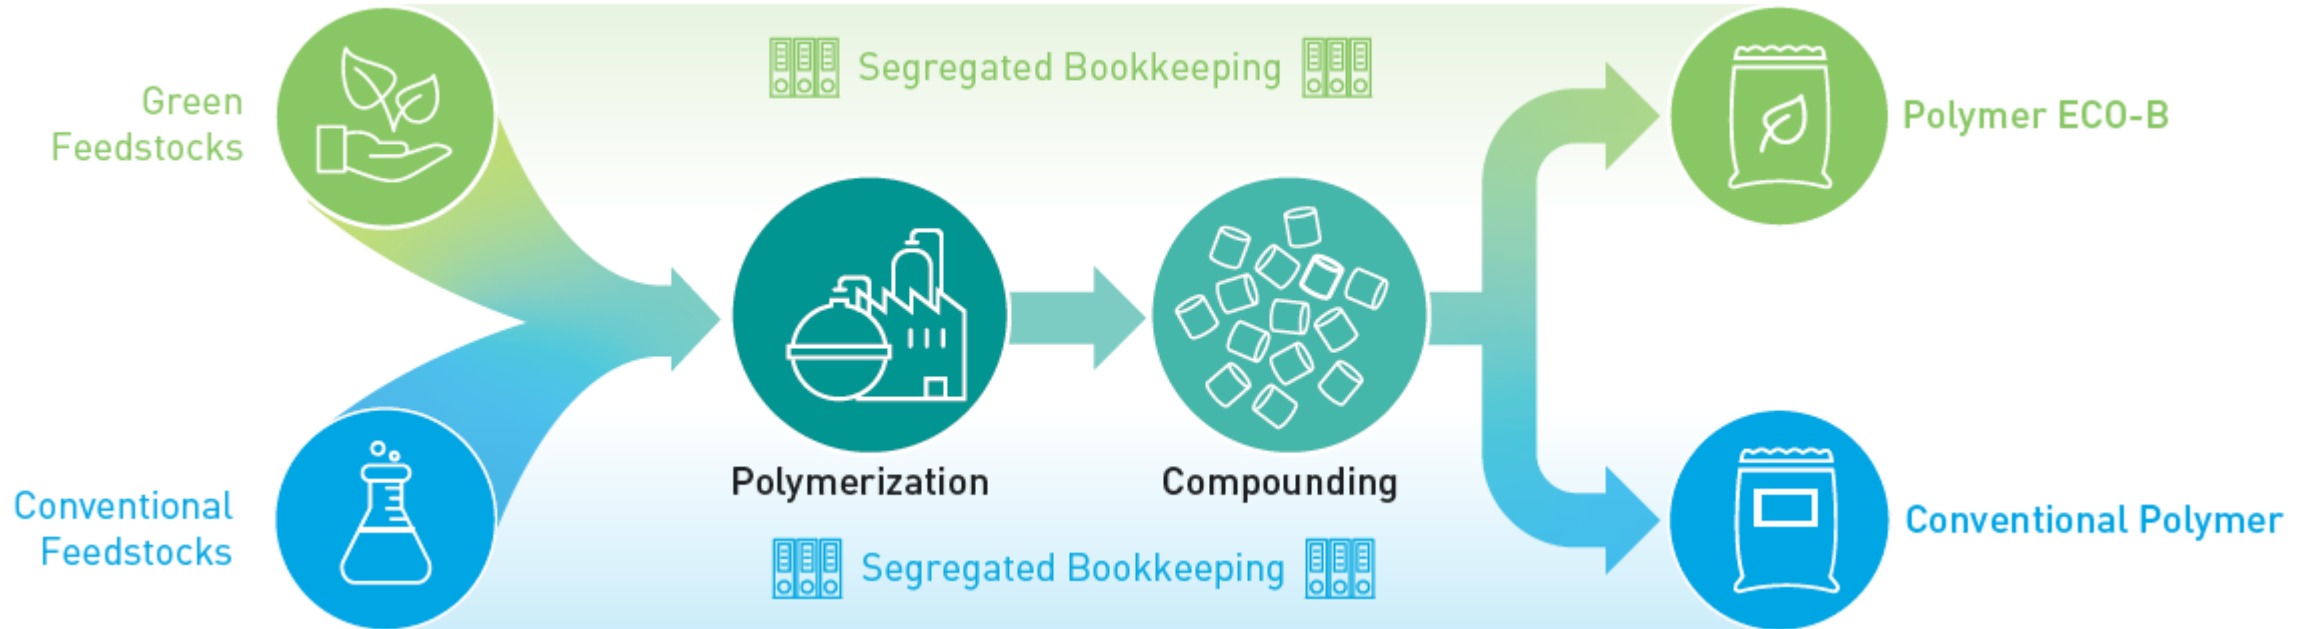 Green
Feedstocks
Segregated Bookkeeping
Polymer ECO-B
Polymerization
Compounding
Conventional
Feedstocks
Segregated Bookkeeping
Conventional Polymer